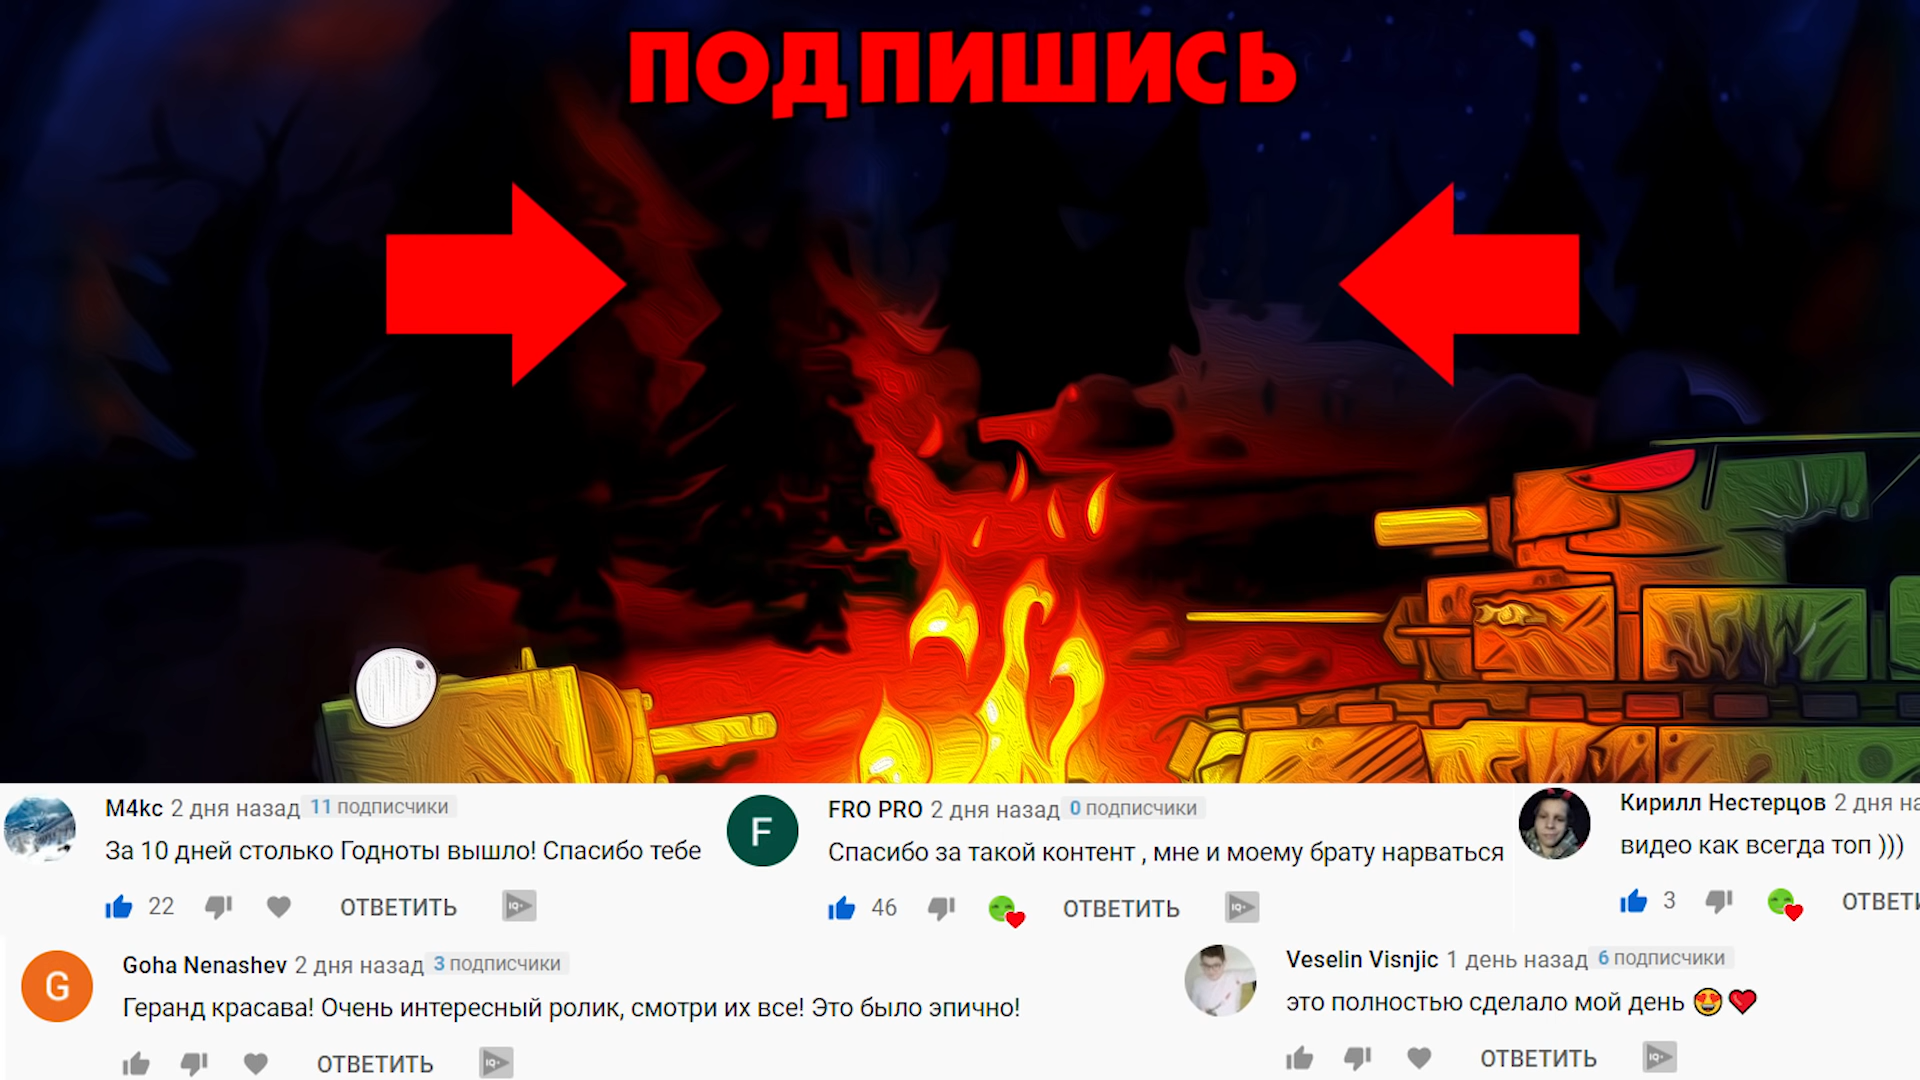 ПОДПИШИСЬ
M4kc 2 дня назад 11 подписчики
За 10 дней столько Годноты вышло! Спасибо тебе
22 ОТВЕТИТЬ IQ+
F
FRO PRO 2 дня назад 0 подписчики
Спасибо за такой контент , мне и моему брату нарваться
46 ОТВЕТИТЬ IQ+
Кирилл Нестерцов 2 дня на
видео как всегда топ )))
3 ОТВЕТИ
G
Goha Nenashev 2 дня назад 3 подписчики
Геранд красава! Очень интересный ролик, смотри их все! Это было эпично!
ОТВЕТИТЬ IQ+
Veselin Visnjic 1 день назад 6 подписчики
это полностью сделало мой день 😍❤
ОТВЕТИТЬ IQ+